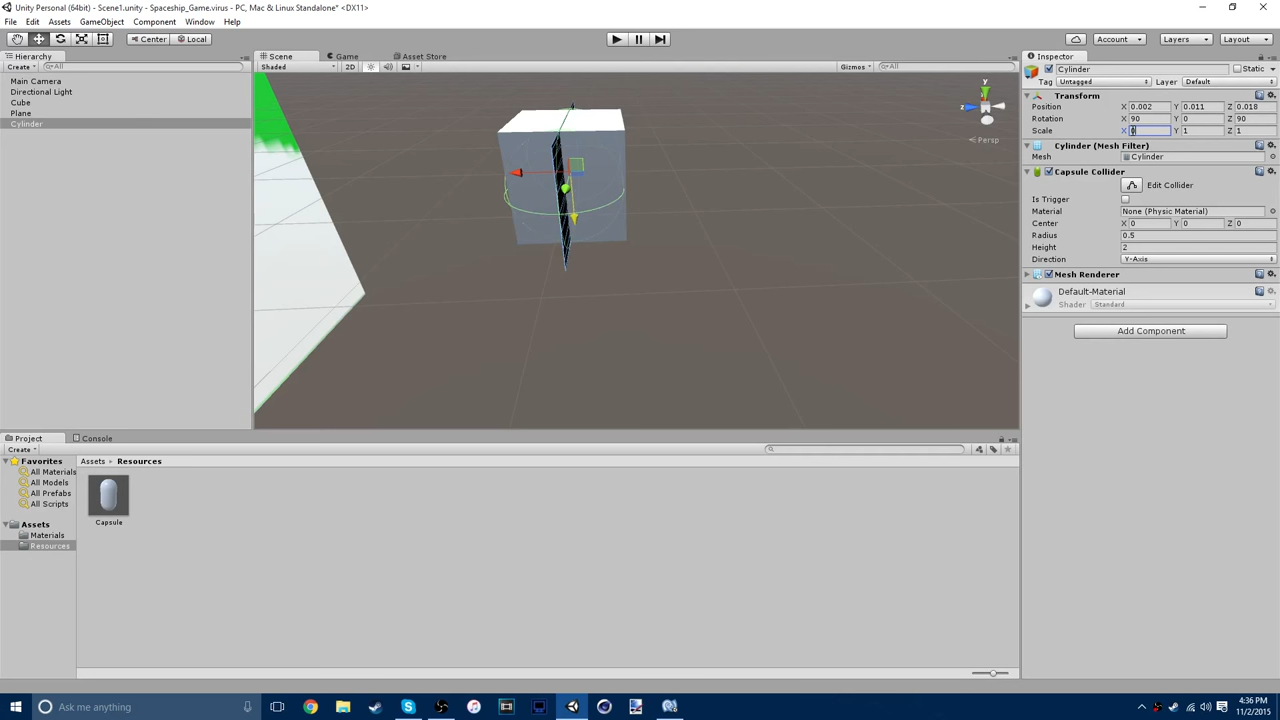 Unity Personal (64bit) - Scene1.unity - Spaceship_Game.virus - PC, Mac & Linux Standalone* <DX11>
File Edit Assets GameObject Component Window Help
Center Local Account Layers Layout
Hierarchy Scene Game Asset Store Inspector
Create All Shaded 2D Gizmos All
Cylinder Static
Tag Untagged Layer Default
Main Camera
Directional Light
Cube
Plane
Cylinder
y
z
Persp
Transform
Position X 0.002 Y 0.011 Z 0.018
Rotation X 90 Y 0 Z 90
Scale X 0 Y 1 Z 1
Cylinder (Mesh Filter)
Mesh Cylinder
Capsule Collider
Edit Collider
Is Trigger
Material None (Physic Material)
Center X 0 Y 0 Z 0
Radius 0.5
Height 2
Direction Y-Axis
Mesh Renderer
Default-Material
Shader Standard
Add Component
Project Console
Create
Favorites
All Materials
All Models
All Prefabs
All Scripts
Assets
Materials
Resources
Assets Resources
Capsule
Ask me anything
4:36 PM
11/2/2015